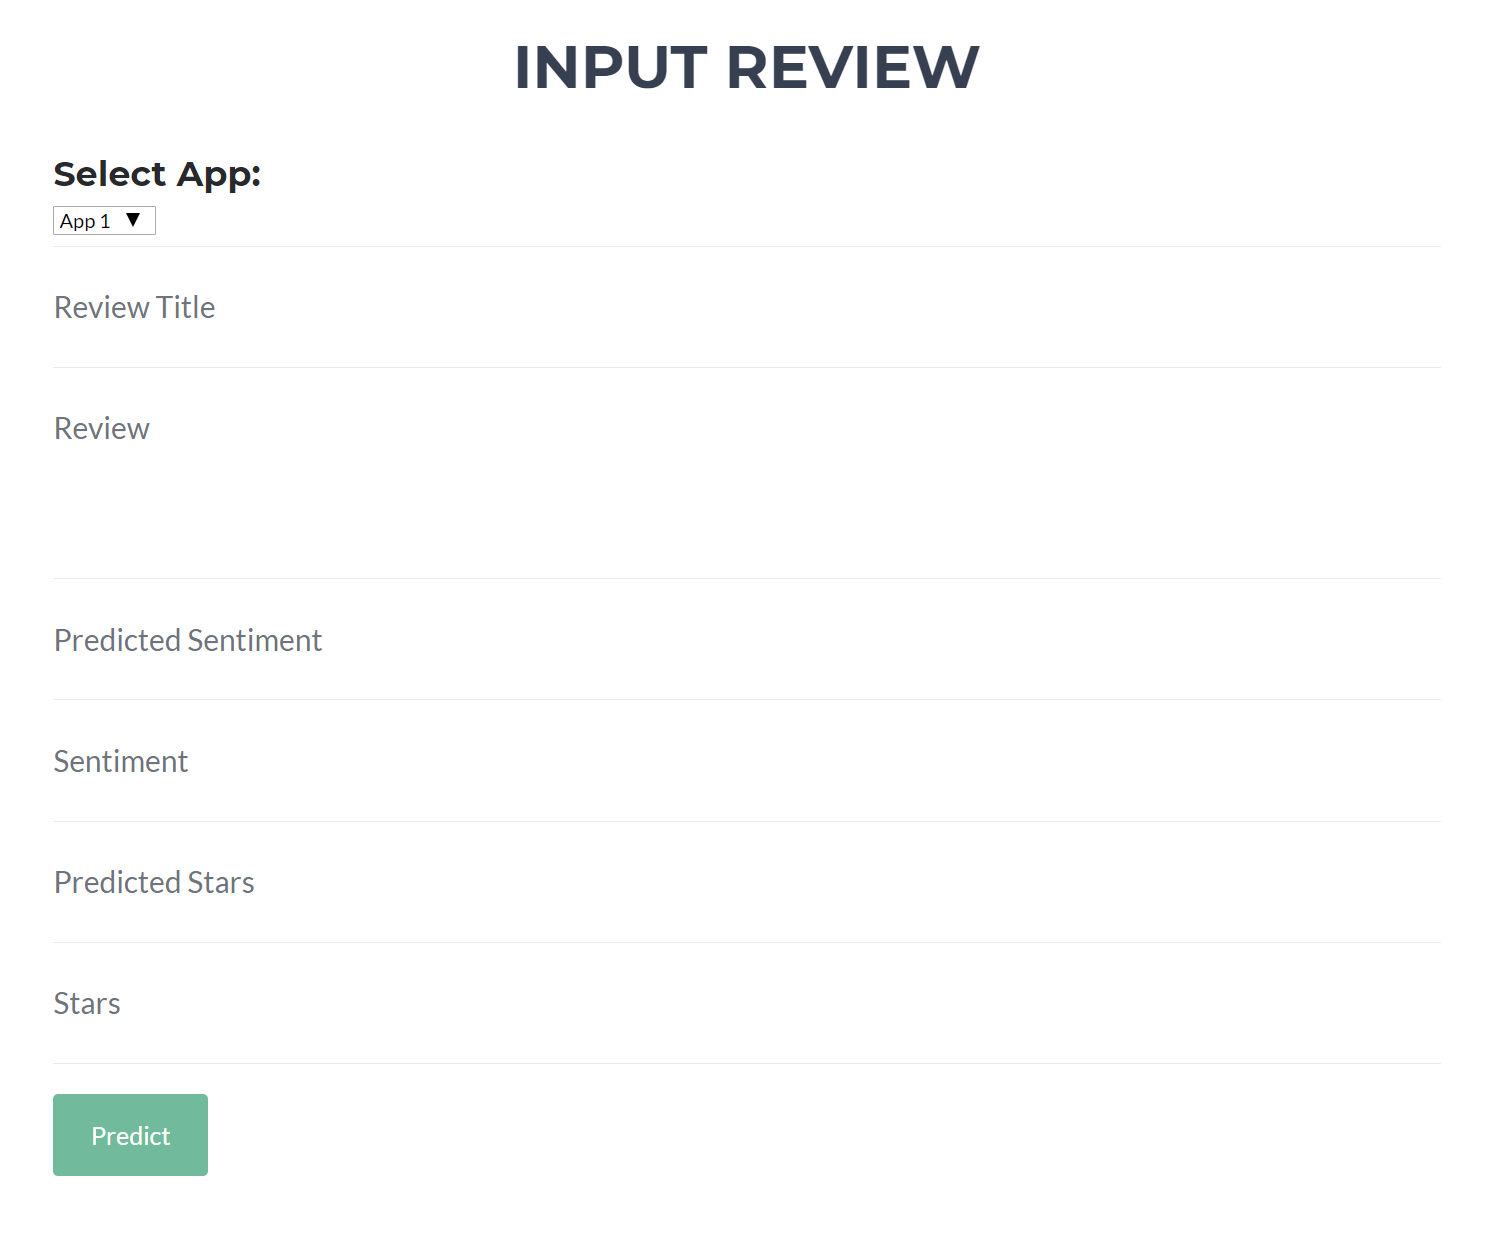 INPUT REVIEW
Select App:
App 1
Review Title
Review
Predicted Sentiment
Sentiment
Predicted Stars
Stars
Predict